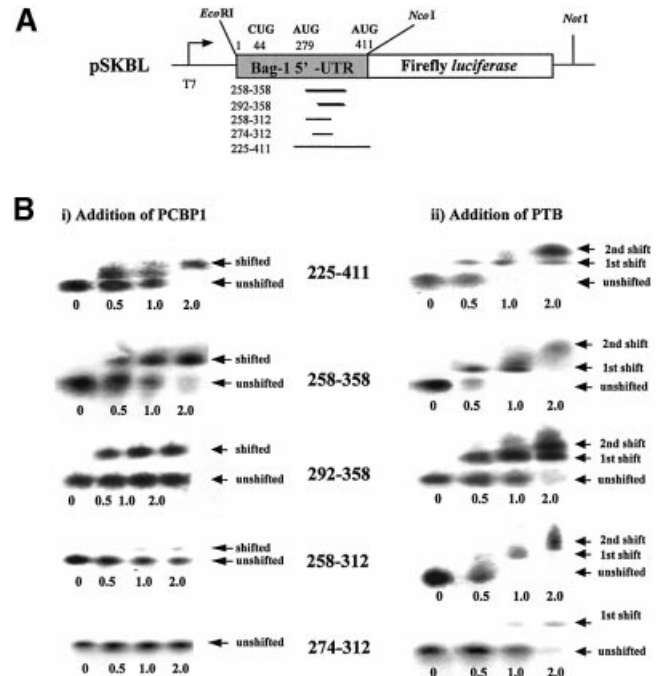 A
EcoRI CUG AUG AUG NcoI NotI
1 44 279 411
pSKBL
Bag-1 5' -UTR Firefly luciferase
T7
258-358
292-358
258-312
274-312
225-411
B
i) Addition of PCBP1 ii) Addition of PTB
shifted
unshifted
0 0.5 1.0 2.0
225-411
2nd shift
1st shift
unshifted
0 0.5 1.0 2.0
shifted
unshifted
0 0.5 1.0 2.0
258-358
2nd shift
1st shift
unshifted
0 0.5 1.0 2.0
shifted
unshifted
0 0.5 1.0 2.0
292-358
2nd shift
1st shift
unshifted
0 0.5 1.0 2.0
shifted
unshifted
0 0.5 1.0 2.0
258-312
2nd shift
1st shift
unshifted
0 0.5 1.0 2.0
unshifted
0 0.5 1.0 2.0
274-312
1st shift
unshifted
0 0.5 1.0 2.0